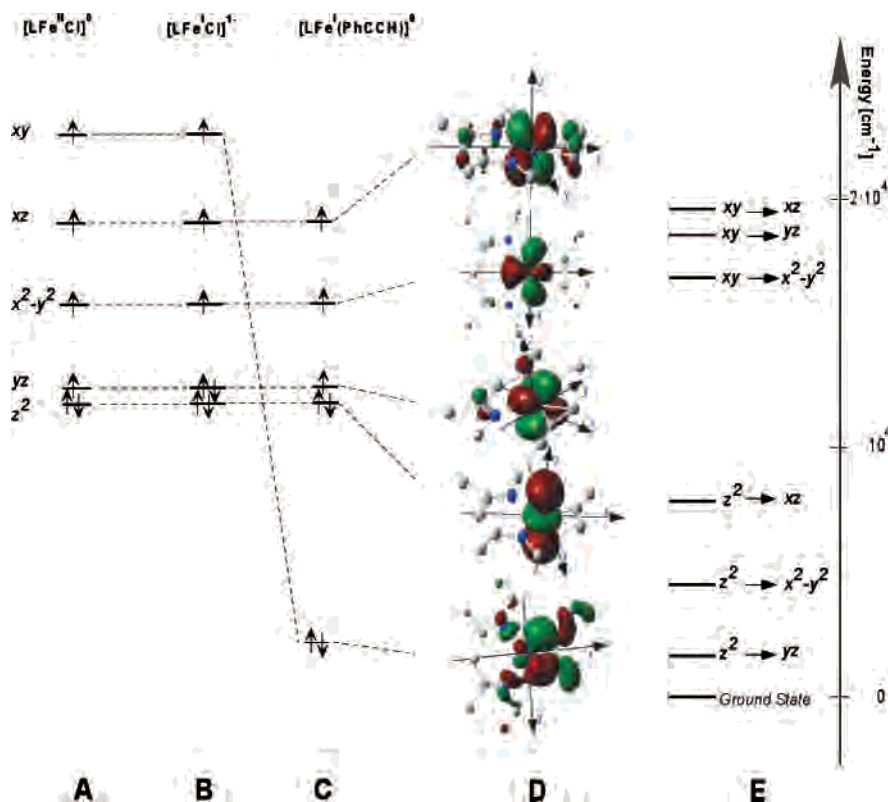 [LFeᴵᴵCl]⁰ [LFeᴵCl]¹⁻ [LFeᴵ(PhCCH)]⁰
Energy [cm⁻¹]
xy
xz
x²-y²
yz
z²
2·10⁴
xy → xz
xy → yz
xy → x²-y²
10⁴
z² → xz
z² → x²-y²
z² → yz
Ground State
0
A B C D E